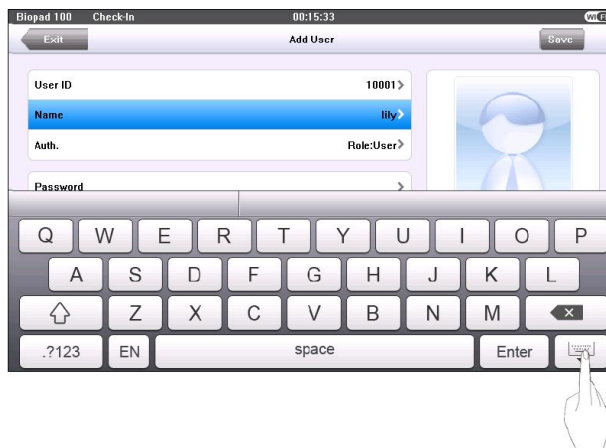 Biopad 100 Check-In 00:15:33 WiFi
Exit Add User Save
User ID 10001>
Name lily>
Auth. Role:User>
Password >
Q W E R T Y U I O P
A S D F G H J K L
Z X C V B N M
.?123 EN space Enter